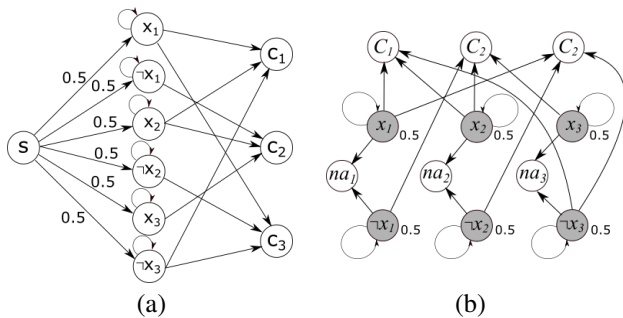 x₁
0.5
0.5
¬x₁
c₁
0.5
x₂
S
0.5
c₂
¬x₂
0.5
x₃
0.5
c₃
¬x₃
(a)
C₁
C₂
C₂
x₁ 0.5
x₂ 0.5
x₃ 0.5
na₁
na₂
na₃
¬x₁ 0.5
¬x₂ 0.5
¬x₃ 0.5
(b)